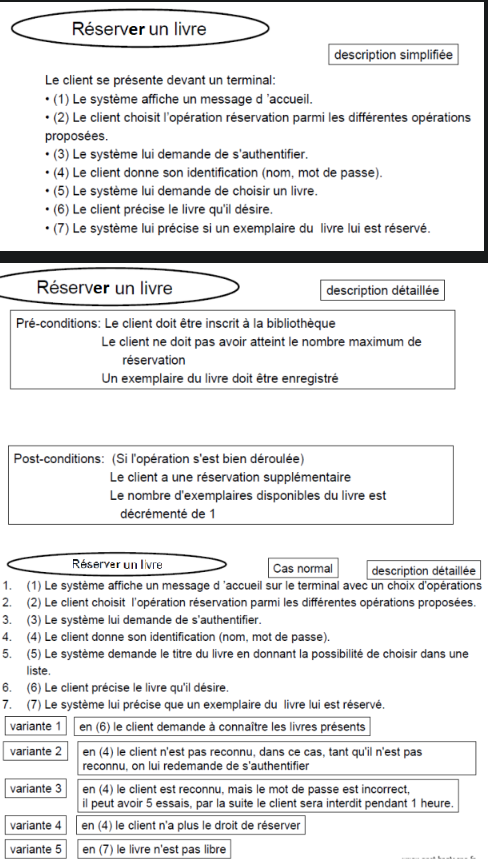 Réserver un livre
description simplifiée
Le client se présente devant un terminal:
• (1) Le système affiche un message d 'accueil.
• (2) Le client choisit l'opération réservation parmi les différentes opérations
proposées.
• (3) Le système lui demande de s'authentifier.
• (4) Le client donne son identification (nom, mot de passe).
• (5) Le système lui demande de choisir un livre.
• (6) Le client précise le livre qu'il désire.
• (7) Le système lui précise si un exemplaire du livre lui est réservé.
Réserver un livre
description détaillée
Pré-conditions: Le client doit être inscrit à la bibliothèque
Le client ne doit pas avoir atteint le nombre maximum de
réservation
Un exemplaire du livre doit être enregistré
Post-conditions: (Si l'opération s'est bien déroulée)
Le client a une réservation supplémentaire
Le nombre d'exemplaires disponibles du livre est
décrémenté de 1
Réserver un livre
Cas normal
description détaillée
1. (1) Le système affiche un message d 'accueil sur le terminal avec un choix d'opérations
2. (2) Le client choisit l'opération réservation parmi les différentes opérations proposées.
3. (3) Le système lui demande de s'authentifier.
4. (4) Le client donne son identification (nom, mot de passe).
5. (5) Le système demande le titre du livre en donnant la possibilité de choisir dans une
liste.
6. (6) Le client précise le livre qu'il désire.
7. (7) Le système lui précise que un exemplaire du livre lui est réservé.
variante 1 en (6) le client demande à connaître les livres présents
variante 2 en (4) le client n'est pas reconnu, dans ce cas, tant qu'il n'est pas
reconnu, on lui redemande de s'authentifier
variante 3 en (4) le client est reconnu, mais le mot de passe est incorrect,
il peut avoir 5 essais, par la suite le client sera interdit pendant 1 heure.
variante 4 en (4) le client n'a plus le droit de réserver
variante 5 en (7) le livre n'est pas libre